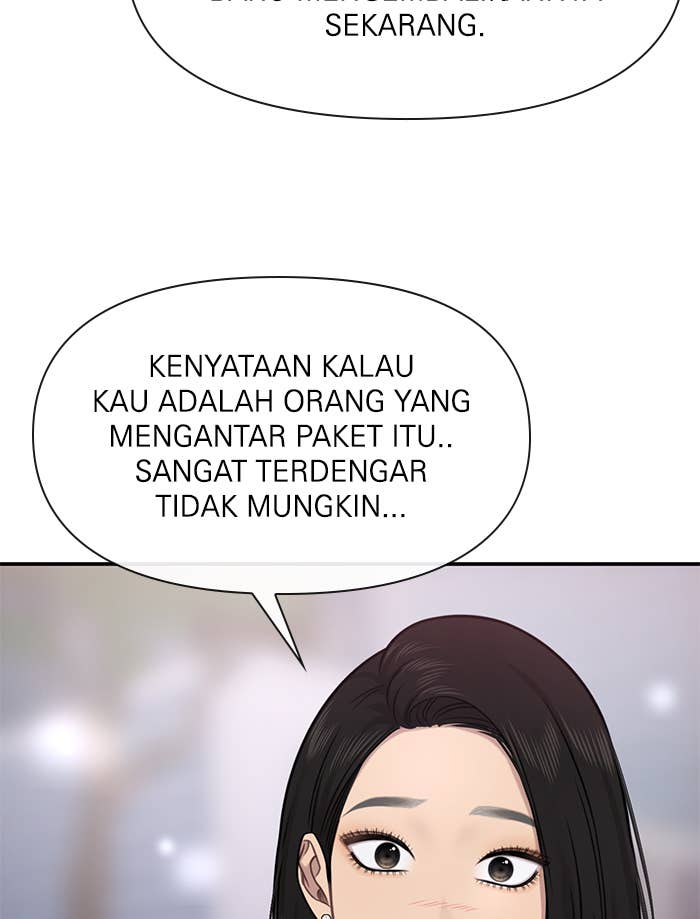 SEKARANG.
KENYATAAN KALAU
KAU ADALAH ORANG YANG
MENGANTAR PAKET ITU..
SANGAT TERDENGAR
TIDAK MUNGKIN...